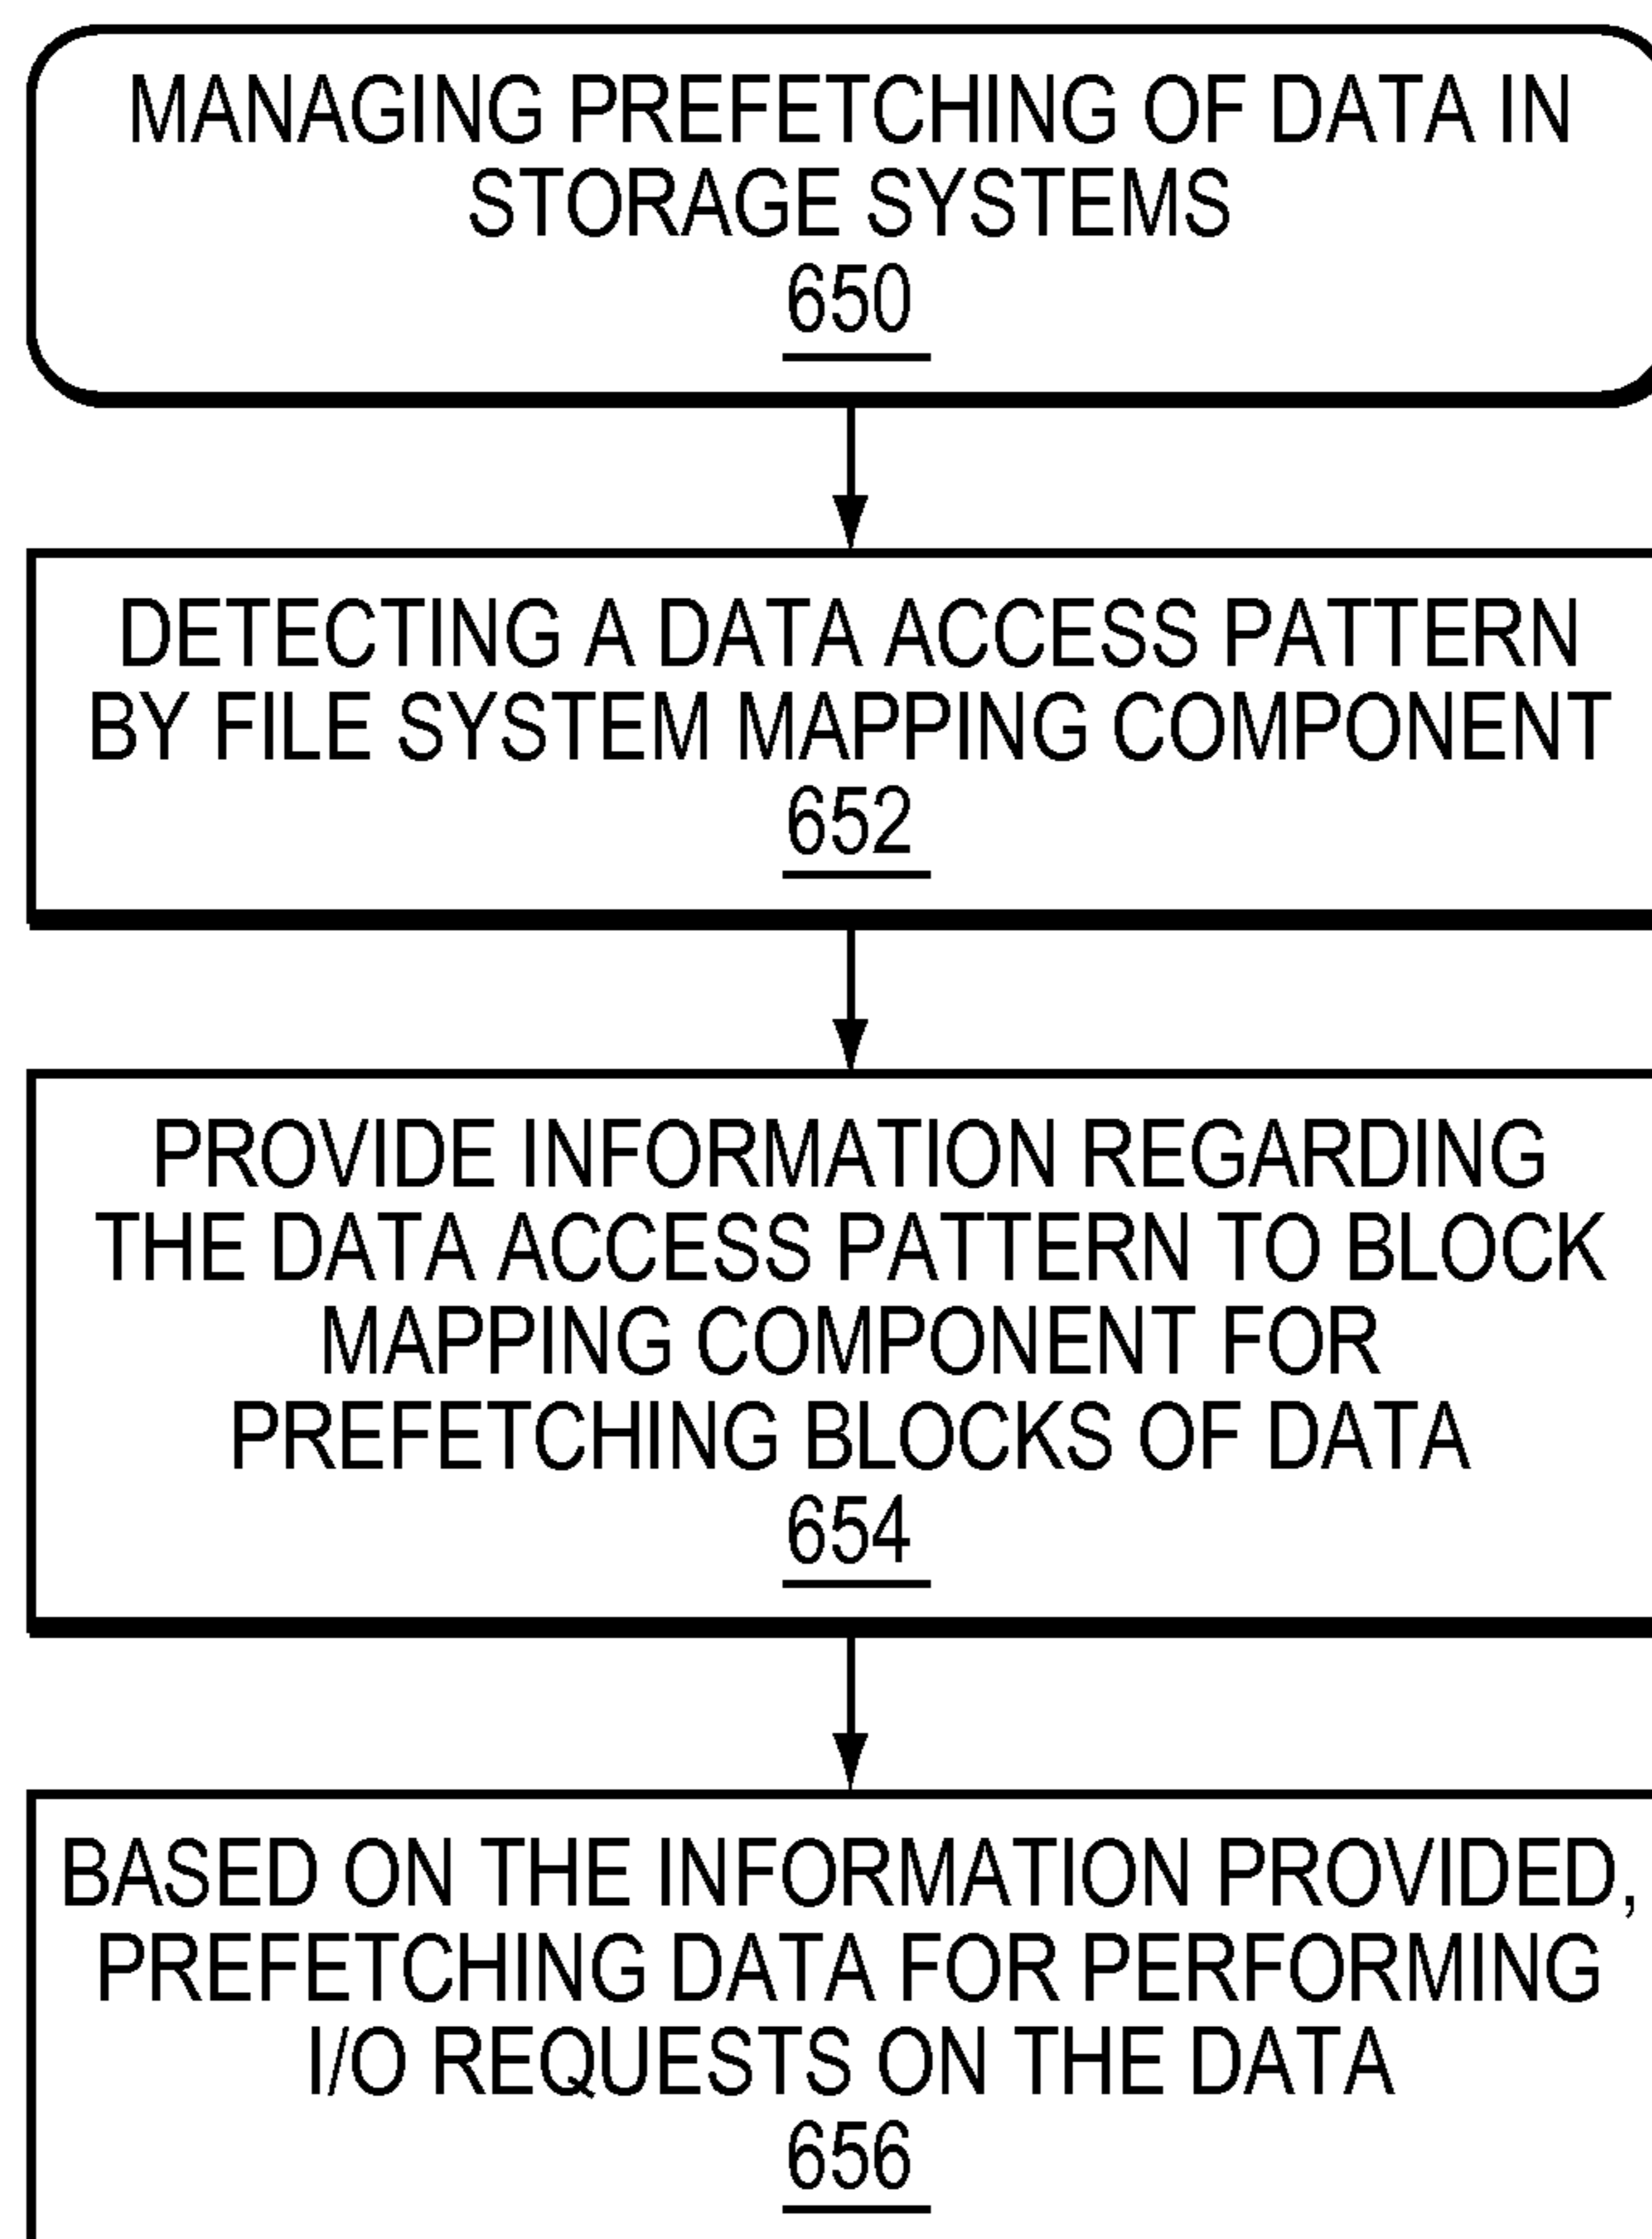 MANAGING PREFETCHING OF DATA IN
STORAGE SYSTEMS
650
DETECTING A DATA ACCESS PATTERN
BY FILE SYSTEM MAPPING COMPONENT
652
PROVIDE INFORMATION REGARDING
THE DATA ACCESS PATTERN TO BLOCK
MAPPING COMPONENT FOR
PREFETCHING BLOCKS OF DATA
654
BASED ON THE INFORMATION PROVIDED,
PREFETCHING DATA FOR PERFORMING
I/O REQUESTS ON THE DATA
656